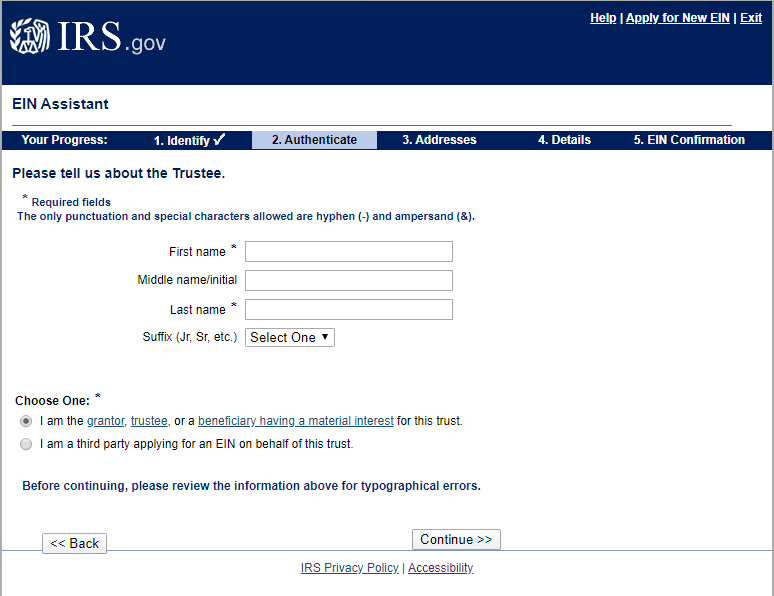 Help | Apply for New EIN | Exit
IRS.gov
EIN Assistant
Your Progress: 1. Identify ✓ 2. Authenticate 3. Addresses 4. Details 5. EIN Confirmation
Please tell us about the Trustee.
* Required fields
The only punctuation and special characters allowed are hyphen (-) and ampersand (&).
First name *
Middle name/initial
Last name *
Suffix (Jr, Sr, etc.) Select One ▼
Choose One: *
I am the grantor, trustee, or a beneficiary having a material interest for this trust.
I am a third party applying for an EIN on behalf of this trust.
Before continuing, please review the information above for typographical errors.
<< Back Continue >>
IRS Privacy Policy | Accessibility